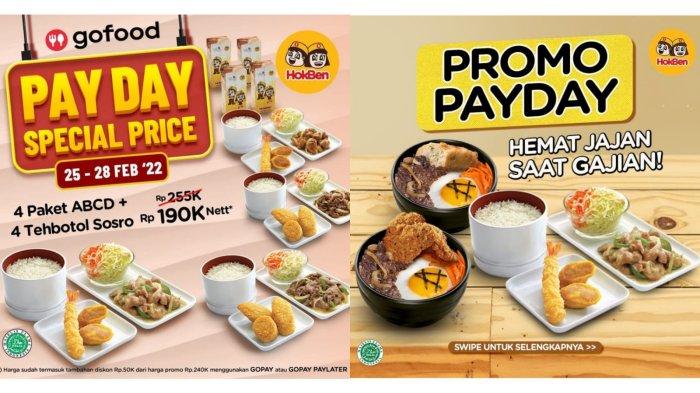 gofood
HokBen
PAY DAY
SPECIAL PRICE
25 - 28 FEB '22
4 Paket ABCD +
4 Tehbotol Sosro
Rp 255K
Rp 190K Nett*
) Harga sudah termasuk tambahan diskon Rp.50K dari harga promo Rp.240K menggunakan GOPAY atau GOPAY PAYLATER
HokBen
PROMO
PAYDAY
HEMAT JAJAN
SAAT GAJIAN!
SWIPE UNTUK SELENGKAPNYA >>